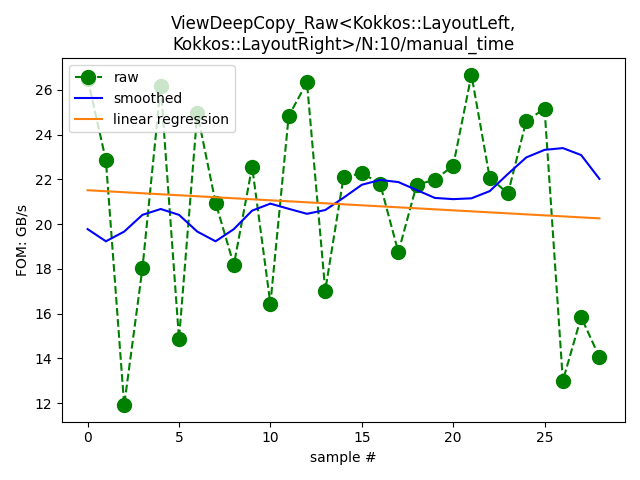 ViewDeepCopy_Raw<Kokkos::LayoutLeft,
Kokkos::LayoutRight>/N:10/manual_time
raw
smoothed
linear regression
FOM: GB/s
26
24
22
20
18
16
14
12
0
5
10
15
20
25
sample #